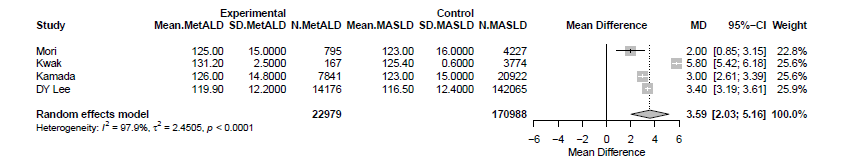 Experimental Control
Study Mean.MetALD SD.MetALD N.MetALD Mean.MASLD SD.MASLD N.MASLD Mean Difference MD 95%-CI Weight
Mori 125.00 15.0000 795 123.00 16.0000 4227 2.00 [0.85; 3.15] 22.8%
Kwak 131.20 2.5000 167 125.40 0.6000 3774 5.80 [5.42; 6.18] 25.6%
Kamada 126.00 14.8000 7841 123.00 15.0000 20922 3.00 [2.61; 3.39] 25.6%
DY Lee 119.90 12.2000 14176 116.50 12.4000 142065 3.40 [3.19; 3.61] 25.9%
Random effects model 22979 170988 3.59 [2.03; 5.16] 100.0%
Heterogeneity: I² = 97.9%, τ² = 2.4505, p < 0.0001
−6 −4 −2 0 2 4 6
Mean Difference